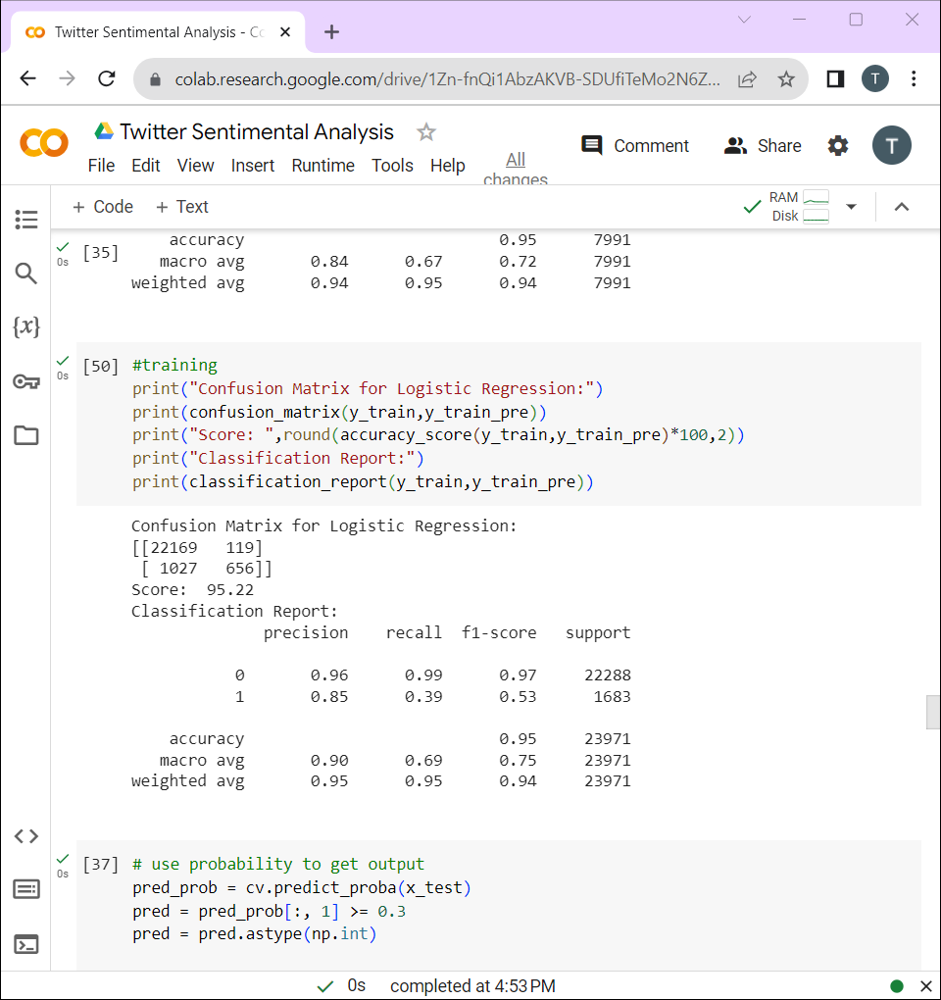 Twitter Sentimental Analysis - Co
colab.research.google.com/drive/1Zn-fnQi1AbzAKVB-SDUfiTeMo2N6Z...
T
Twitter Sentimental Analysis
File Edit View Insert Runtime Tools Help All changes
Comment Share T
+ Code + Text
RAM
Disk
[35] accuracy 0.95 7991
0s
macro avg 0.84 0.67 0.72 7991
weighted avg 0.94 0.95 0.94 7991
[50] #training
0s
print("Confusion Matrix for Logistic Regression:")
print(confusion_matrix(y_train,y_train_pre))
print("Score: ",round(accuracy_score(y_train,y_train_pre)*100,2))
print("Classification Report:")
print(classification_report(y_train,y_train_pre))
Confusion Matrix for Logistic Regression:
[[22169 119]
[ 1027 656]]
Score: 95.22
Classification Report:
precision recall f1-score support
0 0.96 0.99 0.97 22288
1 0.85 0.39 0.53 1683
accuracy 0.95 23971
macro avg 0.90 0.69 0.75 23971
weighted avg 0.95 0.95 0.94 23971
[37] # use probability to get output
0s
pred_prob = cv.predict_proba(x_test)
pred = pred_prob[:, 1] >= 0.3
pred = pred.astype(np.int)
0s completed at 4:53 PM